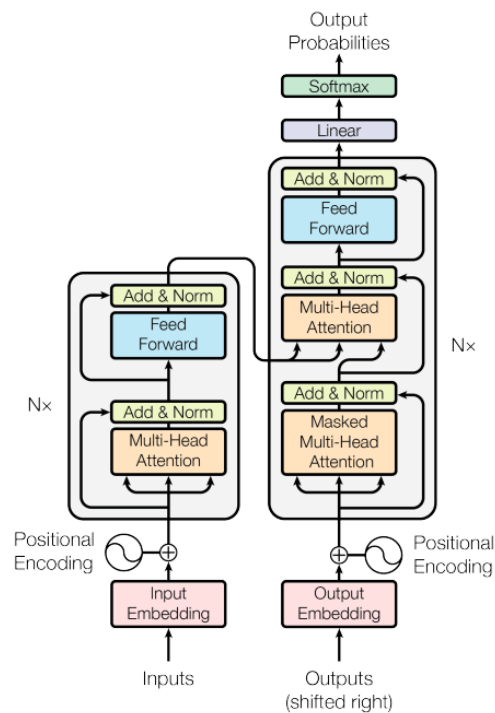 Output
Probabilities
Softmax
Linear
Add & Norm
Feed
Forward
Add & Norm
Multi-Head
Attention
Add & Norm
Masked
Multi-Head
Attention
N×
Add & Norm
Feed
Forward
Add & Norm
Multi-Head
Attention
N×
Positional
Encoding
Input
Embedding
Inputs
Positional
Encoding
Output
Embedding
Outputs
(shifted right)